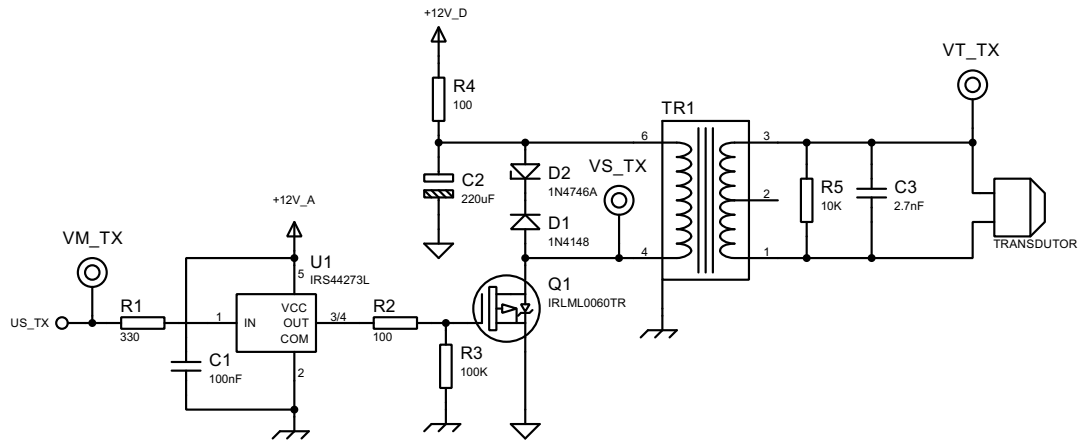 +12V_D
R4
100
TR1
VT_TX
6
3
D2
1N4746A
VS_TX
C2
220uF
R5
10K
C3
2.7nF
2
+12V_A
D1
1N4148
TRANSDUTOR
VM_TX
4
1
U1
IRS44273L
5
Q1
IRLML0060TR
US_TX
R1
330
1
IN
VCC
OUT
COM
3/4
R2
100
C1
100nF
2
R3
100K